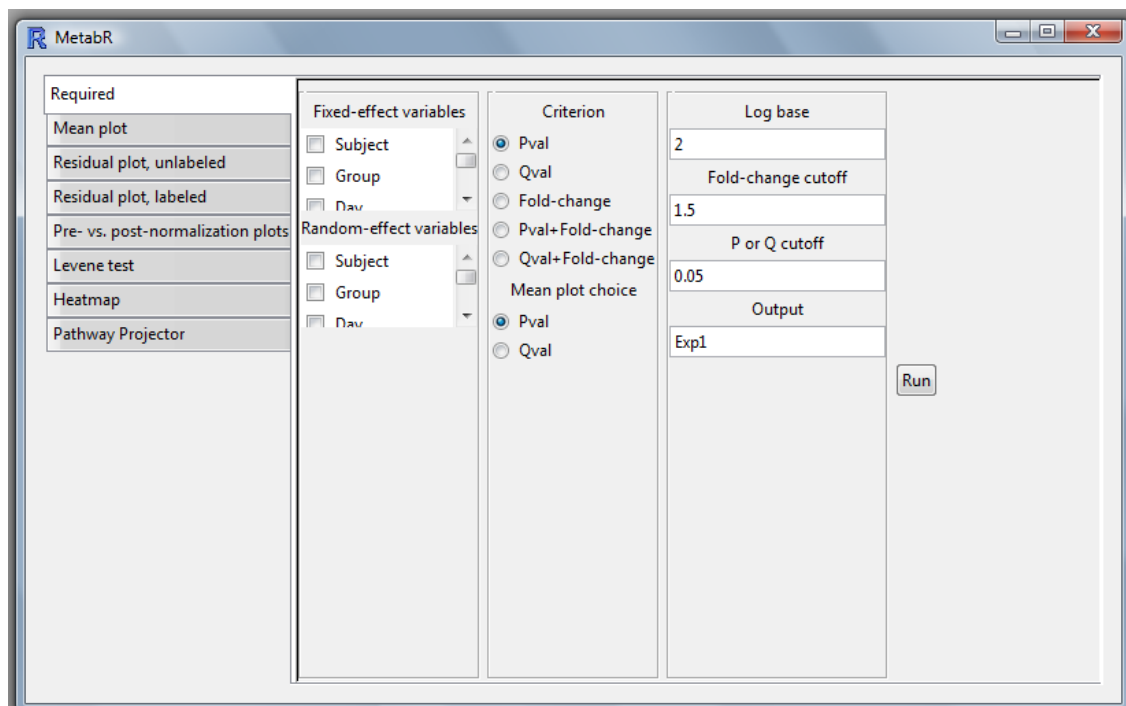 MetabR
Required
Mean plot
Residual plot, unlabeled
Residual plot, labeled
Pre- vs. post-normalization plots
Levene test
Heatmap
Pathway Projector
Fixed-effect variables
Subject
Group
Day
Random-effect variables
Subject
Group
Day
Criterion
Pval
Qval
Fold-change
Pval+Fold-change
Qval+Fold-change
Mean plot choice
Pval
Qval
Log base
2
Fold-change cutoff
1.5
P or Q cutoff
0.05
Output
Exp1
Run